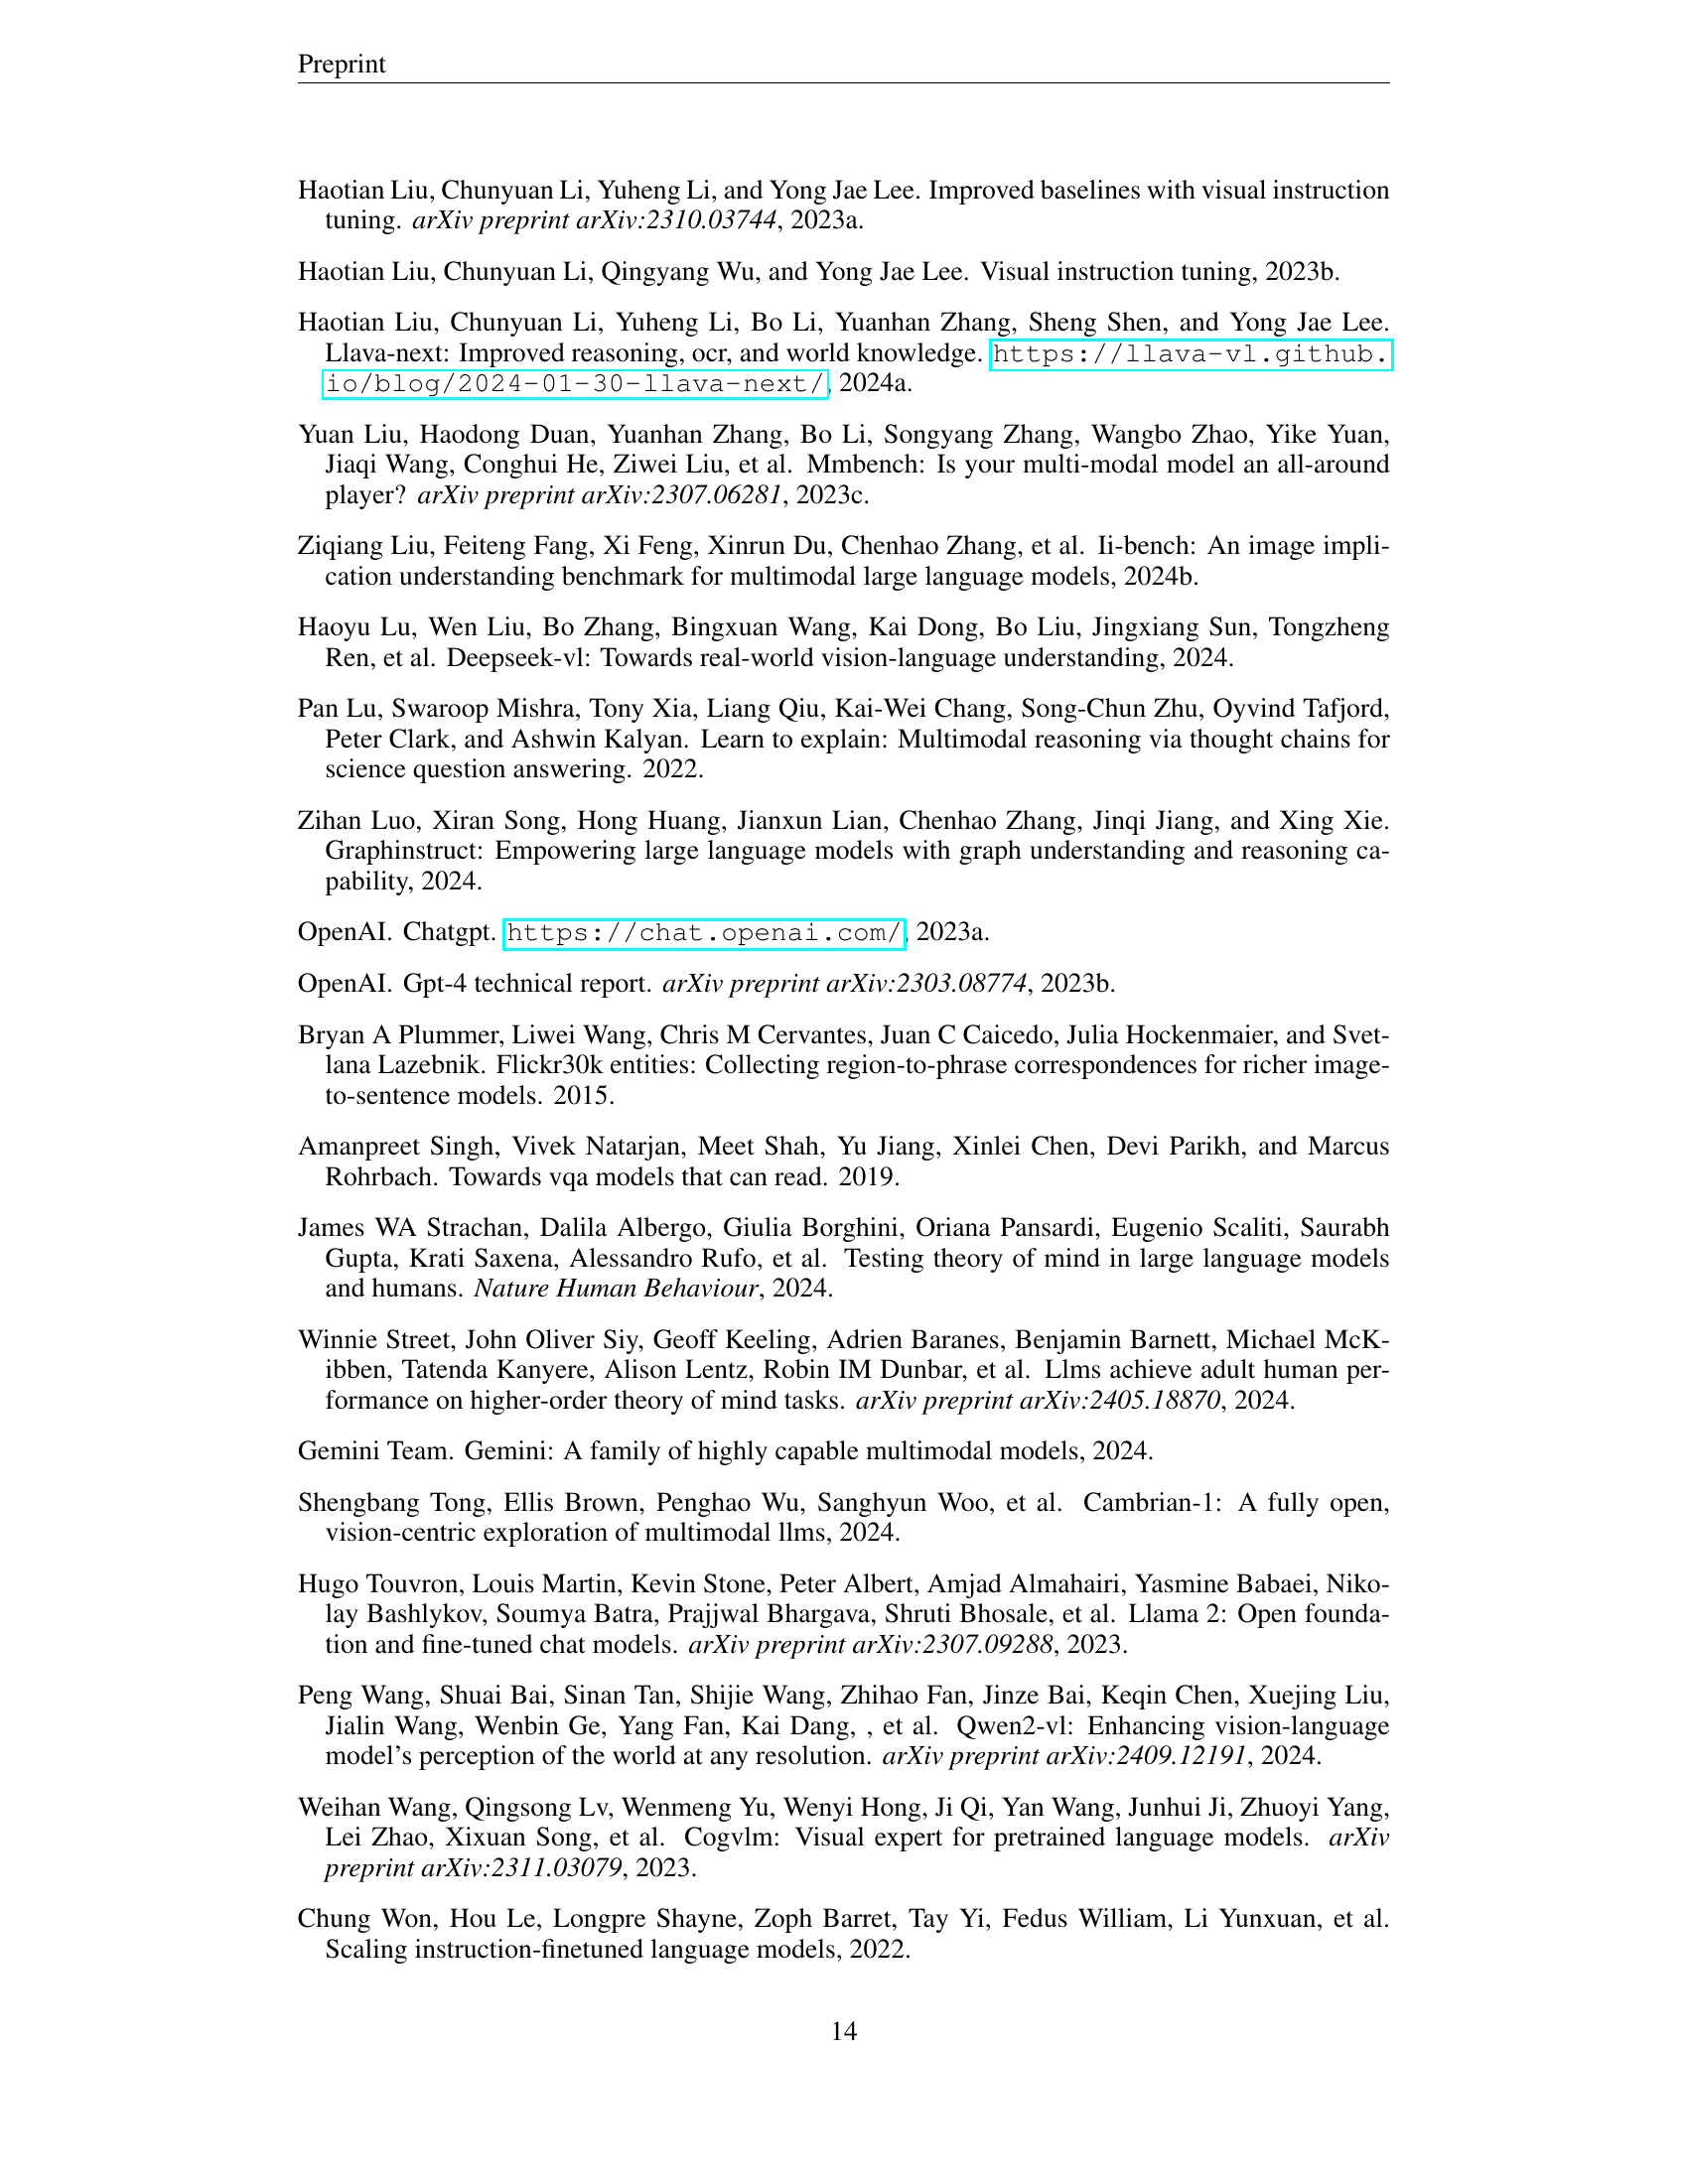 Preprint
Haotian Liu, Chunyuan Li, Yuheng Li, and Yong Jae Lee. Improved baselines with visual instruction
tuning. arXiv preprint arXiv:2310.03744, 2023a.
Haotian Liu, Chunyuan Li, Qingyang Wu, and Yong Jae Lee. Visual instruction tuning, 2023b.
Haotian Liu, Chunyuan Li, Yuheng Li, Bo Li, Yuanhan Zhang, Sheng Shen, and Yong Jae Lee.
Llava-next: Improved reasoning, ocr, and world knowledge. https://llava-vl.github.
io/blog/2024-01-30-llava-next/, 2024a.
Yuan Liu, Haodong Duan, Yuanhan Zhang, Bo Li, Songyang Zhang, Wangbo Zhao, Yike Yuan,
Jiaqi Wang, Conghui He, Ziwei Liu, et al. Mmbench: Is your multi-modal model an all-around
player? arXiv preprint arXiv:2307.06281, 2023c.
Ziqiang Liu, Feiteng Fang, Xi Feng, Xinrun Du, Chenhao Zhang, et al. Ii-bench: An image impli-
cation understanding benchmark for multimodal large language models, 2024b.
Haoyu Lu, Wen Liu, Bo Zhang, Bingxuan Wang, Kai Dong, Bo Liu, Jingxiang Sun, Tongzheng
Ren, et al. Deepseek-vl: Towards real-world vision-language understanding, 2024.
Pan Lu, Swaroop Mishra, Tony Xia, Liang Qiu, Kai-Wei Chang, Song-Chun Zhu, Oyvind Tafjord,
Peter Clark, and Ashwin Kalyan. Learn to explain: Multimodal reasoning via thought chains for
science question answering. 2022.
Zihan Luo, Xiran Song, Hong Huang, Jianxun Lian, Chenhao Zhang, Jinqi Jiang, and Xing Xie.
Graphinstruct: Empowering large language models with graph understanding and reasoning ca-
pability, 2024.
OpenAI. Chatgpt. https://chat.openai.com/, 2023a.
OpenAI. Gpt-4 technical report. arXiv preprint arXiv:2303.08774, 2023b.
Bryan A Plummer, Liwei Wang, Chris M Cervantes, Juan C Caicedo, Julia Hockenmaier, and Svet-
lana Lazebnik. Flickr30k entities: Collecting region-to-phrase correspondences for richer image-
to-sentence models. 2015.
Amanpreet Singh, Vivek Natarjan, Meet Shah, Yu Jiang, Xinlei Chen, Devi Parikh, and Marcus
Rohrbach. Towards vqa models that can read. 2019.
James WA Strachan, Dalila Albergo, Giulia Borghini, Oriana Pansardi, Eugenio Scaliti, Saurabh
Gupta, Krati Saxena, Alessandro Rufo, et al. Testing theory of mind in large language models
and humans. Nature Human Behaviour, 2024.
Winnie Street, John Oliver Siy, Geoff Keeling, Adrien Baranes, Benjamin Barnett, Michael McK-
ibben, Tatenda Kanyere, Alison Lentz, Robin IM Dunbar, et al. Llms achieve adult human per-
formance on higher-order theory of mind tasks. arXiv preprint arXiv:2405.18870, 2024.
Gemini Team. Gemini: A family of highly capable multimodal models, 2024.
Shengbang Tong, Ellis Brown, Penghao Wu, Sanghyun Woo, et al. Cambrian-1: A fully open,
vision-centric exploration of multimodal llms, 2024.
Hugo Touvron, Louis Martin, Kevin Stone, Peter Albert, Amjad Almahairi, Yasmine Babaei, Niko-
lay Bashlykov, Soumya Batra, Prajjwal Bhargava, Shruti Bhosale, et al. Llama 2: Open founda-
tion and fine-tuned chat models. arXiv preprint arXiv:2307.09288, 2023.
Peng Wang, Shuai Bai, Sinan Tan, Shijie Wang, Zhihao Fan, Jinze Bai, Keqin Chen, Xuejing Liu,
Jialin Wang, Wenbin Ge, Yang Fan, Kai Dang, , et al. Qwen2-vl: Enhancing vision-language
model's perception of the world at any resolution. arXiv preprint arXiv:2409.12191, 2024.
Weihan Wang, Qingsong Lv, Wenmeng Yu, Wenyi Hong, Ji Qi, Yan Wang, Junhui Ji, Zhuoyi Yang,
Lei Zhao, Xixuan Song, et al. Cogvlm: Visual expert for pretrained language models. arXiv
preprint arXiv:2311.03079, 2023.
Chung Won, Hou Le, Longpre Shayne, Zoph Barret, Tay Yi, Fedus William, Li Yunxuan, et al.
Scaling instruction-finetuned language models, 2022.
14